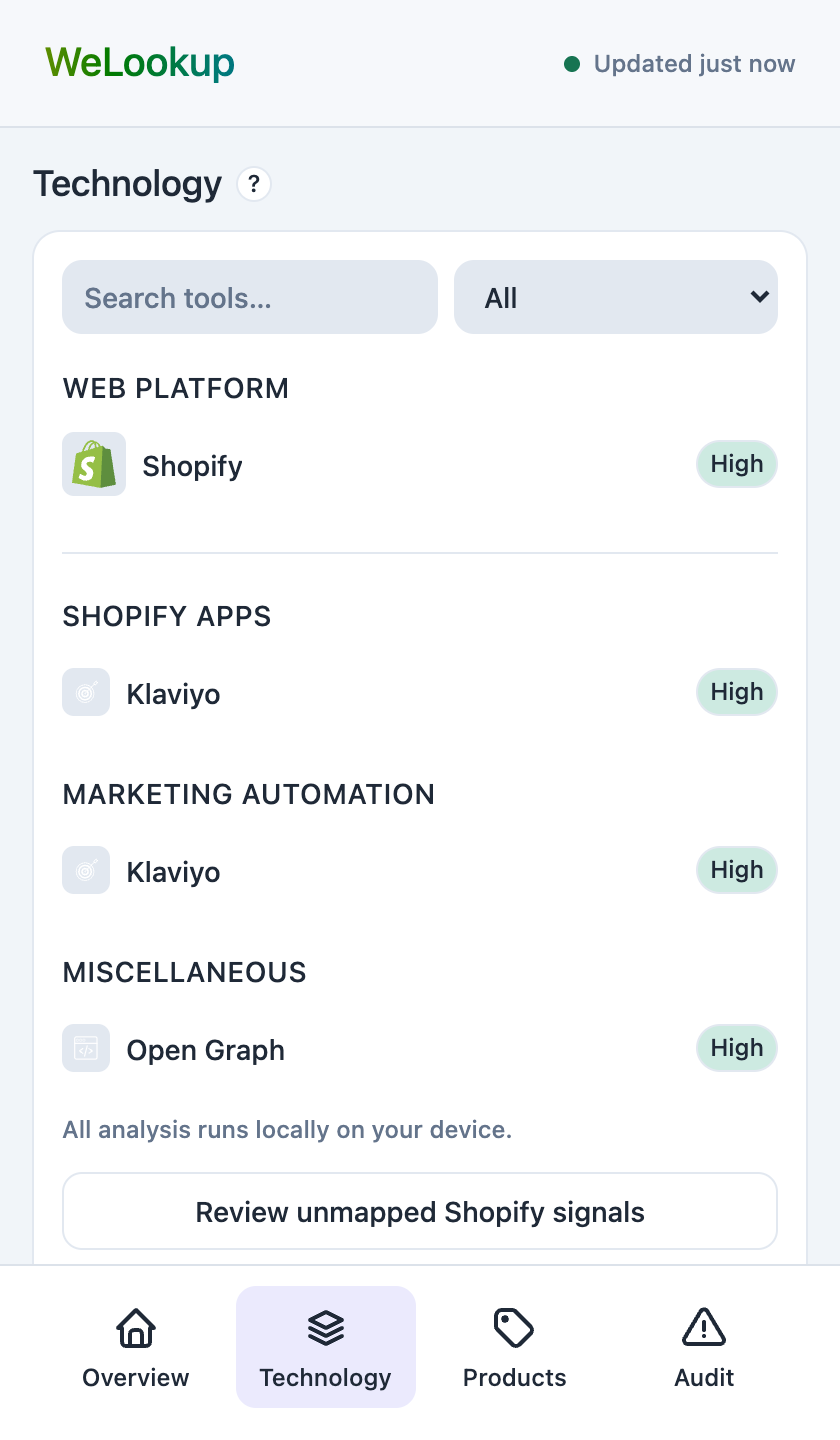 WeLookup
Updated just now
Technology ?
Search tools...
All
WEB PLATFORM
Shopify
High
SHOPIFY APPS
Klaviyo
High
MARKETING AUTOMATION
Klaviyo
High
MISCELLANEOUS
Open Graph
High
All analysis runs locally on your device.
Review unmapped Shopify signals
Overview
Technology
Products
Audit